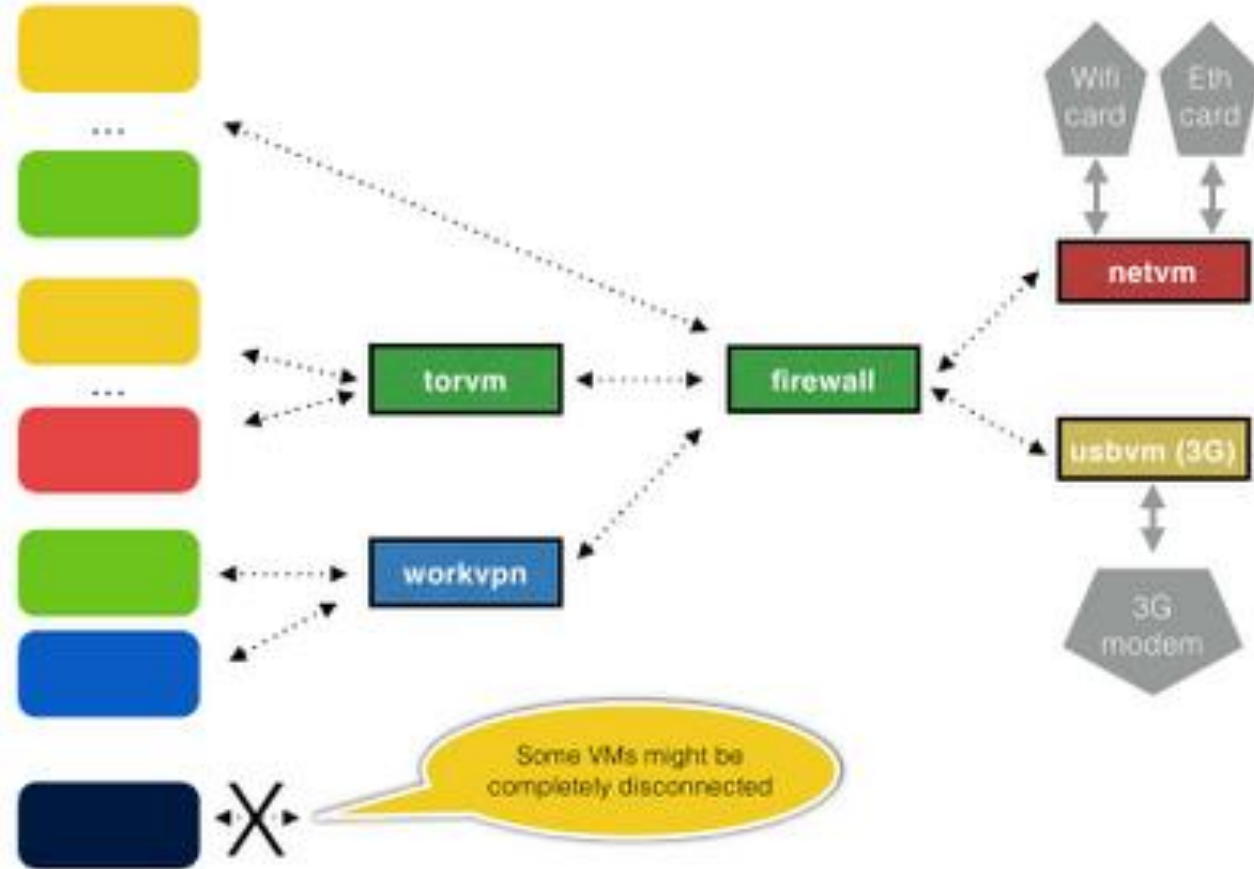 ...
Wifi
card
Eth
card
netvm
...
torvm
firewall
usbvm (3G)
workvpn
3G
modem
Some VMs might be
completely disconnected
X